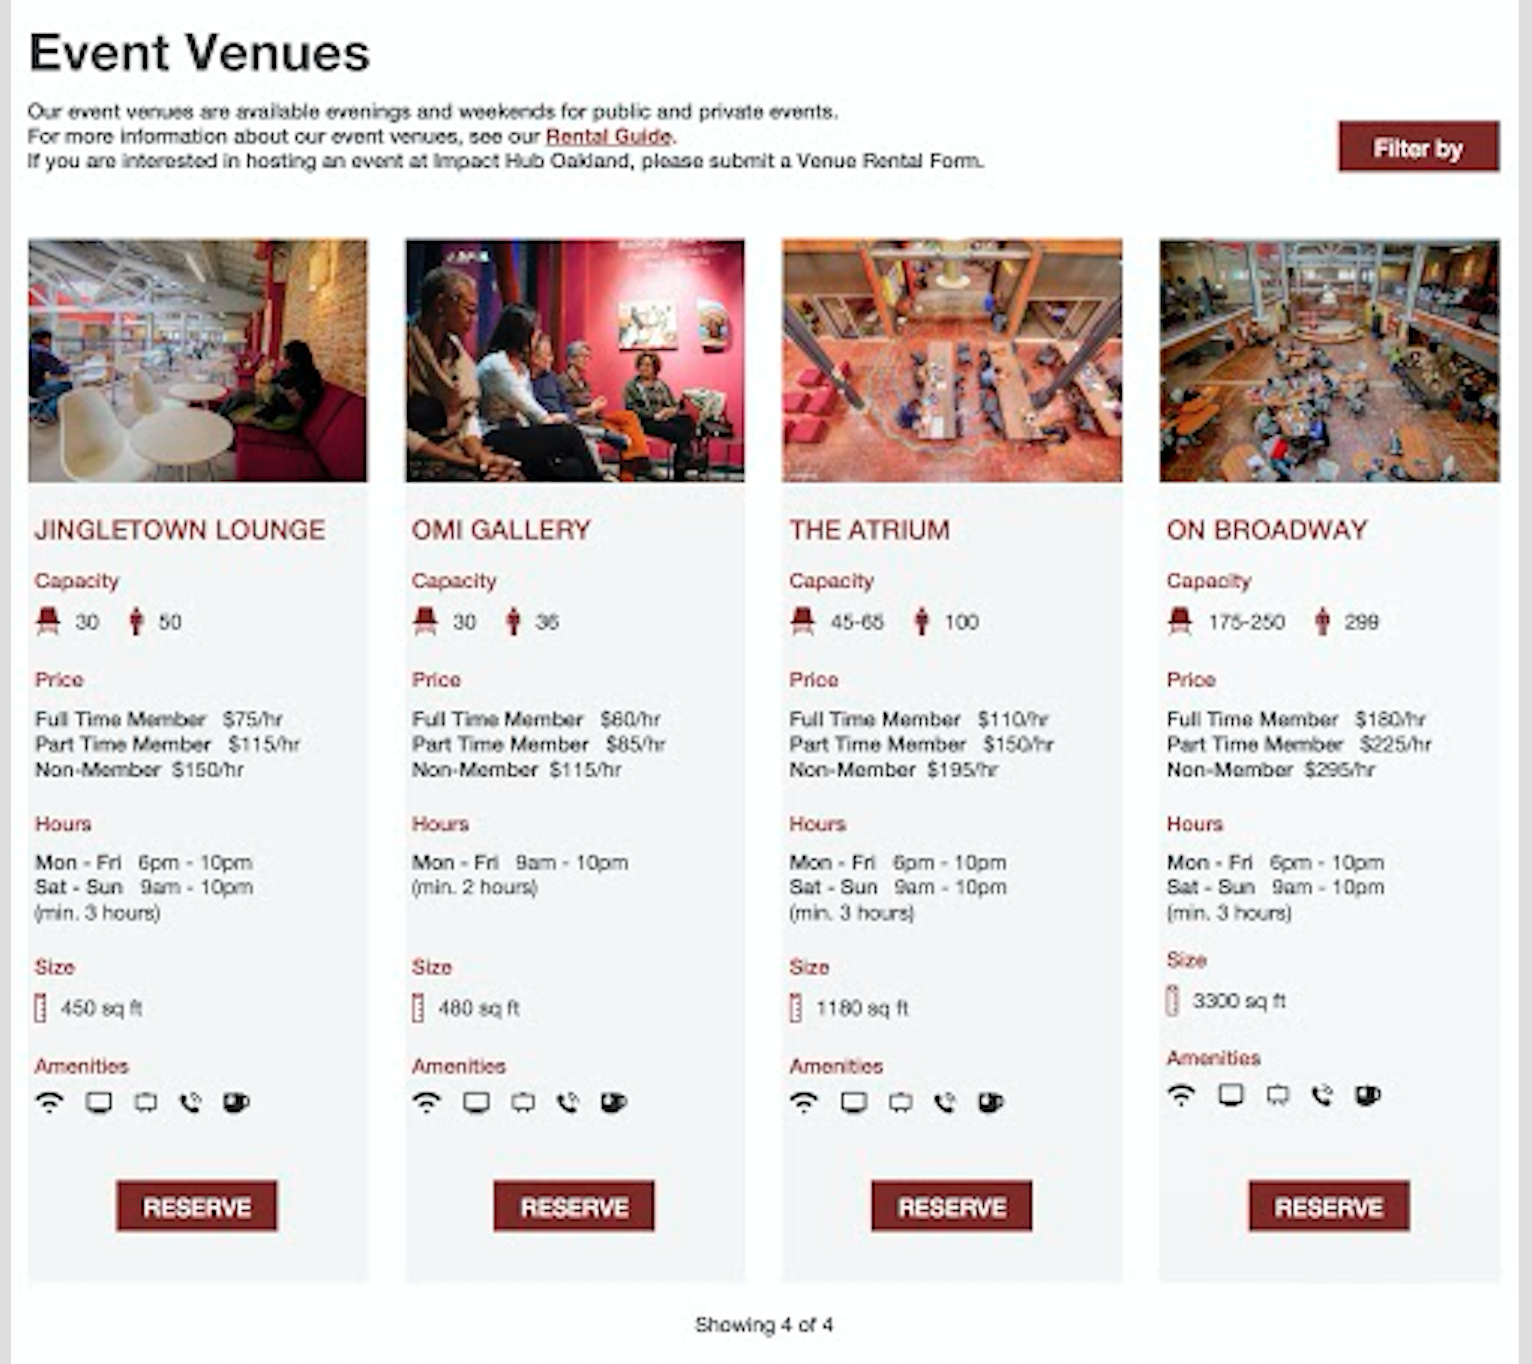 Event Venues
Our event venues are available evenings and weekends for public and private events.
For more information about our event venues, see our Rental Guide.
If you are interested in hosting an event at Impact Hub Oakland, please submit a Venue Rental Form.
Filter by
JINGLETOWN LOUNGE
Capacity
30 50
Price
Full Time Member $75/hr
Part Time Member $115/hr
Non-Member $150/hr
Hours
Mon - Fri 6pm - 10pm
Sat - Sun 9am - 10pm
(min. 3 hours)
Size
450 sq ft
Amenities
RESERVE
OMI GALLERY
Capacity
30 36
Price
Full Time Member $60/hr
Part Time Member $85/hr
Non-Member $115/hr
Hours
Mon - Fri 9am - 10pm
(min. 2 hours)
Size
480 sq ft
Amenities
RESERVE
THE ATRIUM
Capacity
45-65 100
Price
Full Time Member $110/hr
Part Time Member $150/hr
Non-Member $195/hr
Hours
Mon - Fri 6pm - 10pm
Sat - Sun 9am - 10pm
(min. 3 hours)
Size
1180 sq ft
Amenities
RESERVE
ON BROADWAY
Capacity
175-250 299
Price
Full Time Member $180/hr
Part Time Member $225/hr
Non-Member $295/hr
Hours
Mon - Fri 6pm - 10pm
Sat - Sun 9am - 10pm
(min. 3 hours)
Size
3300 sq ft
Amenities
RESERVE
Showing 4 of 4